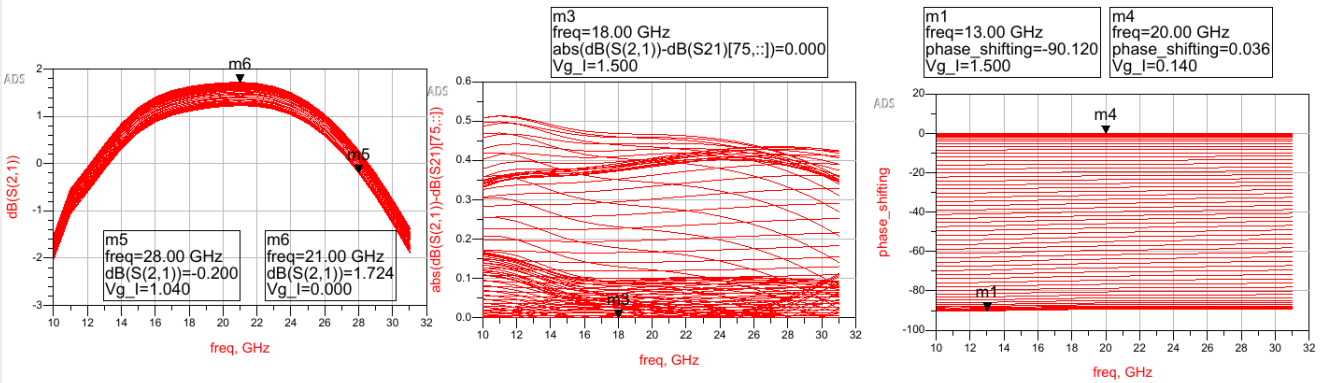 m3
freq=18.00 GHz
abs(dB(S(2,1))-dB(S21)[75,::])=0.000
Vg_I=1.500
m1
freq=13.00 GHz
phase_shifting=-90.120
Vg_I=1.500
m4
freq=20.00 GHz
phase_shifting=0.036
Vg_I=0.140
ADS
dB(S(2,1))
2
1
0
-1
-2
-3
m6
m5
m5
freq=28.00 GHz
dB(S(2,1))=-0.200
Vg_I=1.040
m6
freq=21.00 GHz
dB(S(2,1))=1.724
Vg_I=0.000
10 12 14 16 18 20 22 24 26 28 30 32
freq, GHz
ADS
abs(dB(S(2,1))-dB(S21)[75,::])
0.6
0.5
0.4
0.3
0.2
0.1
0.0
m3
10 12 14 16 18 20 22 24 26 28 30 32
freq, GHz
ADS
phase_shifting
20
0
-20
-40
-60
-80
-100
m4
m1
10 12 14 16 18 20 22 24 26 28 30 32
freq, GHz